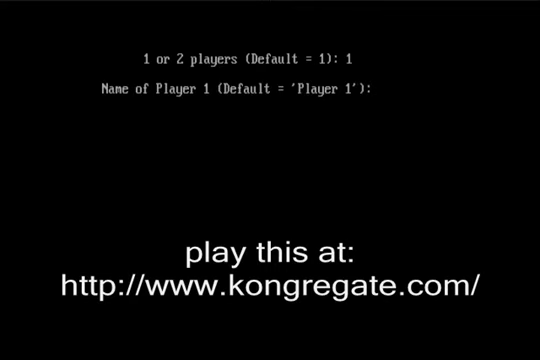 1 or 2 players (Default = 1): 1
Name of Player 1 (Default = 'Player 1'):
play this at:
http://www.kongregate.com/